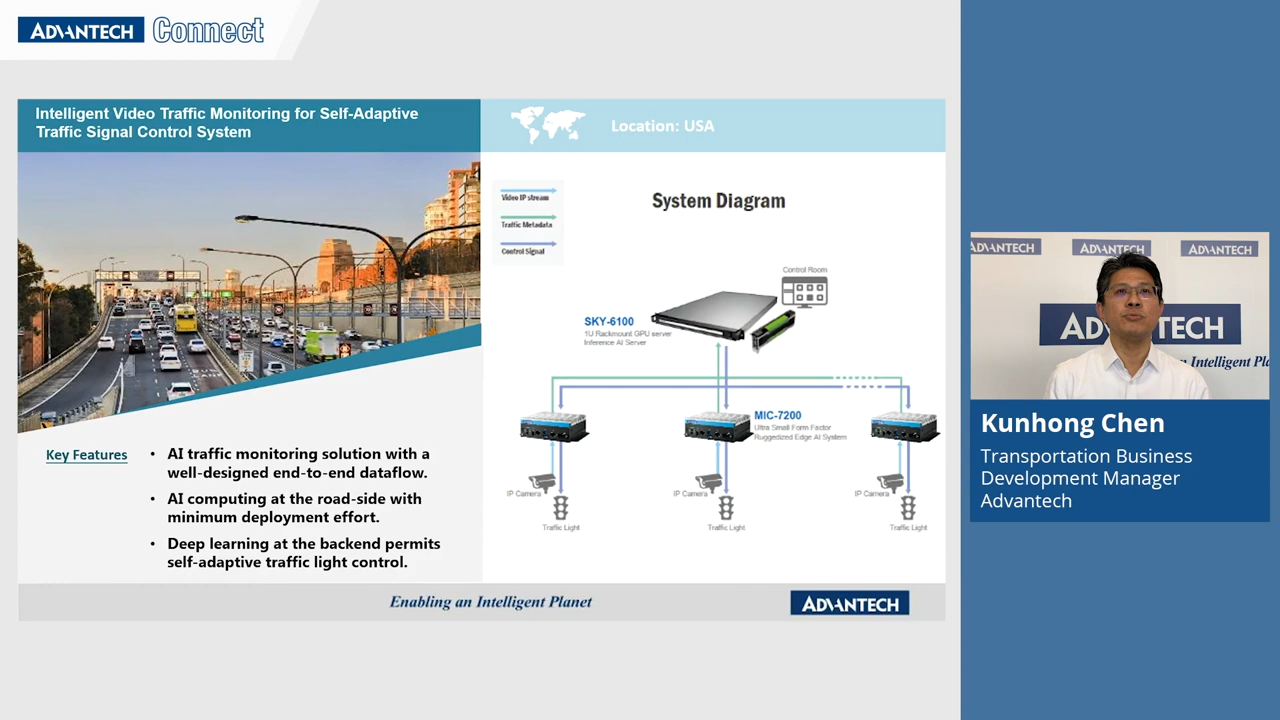 ADVANTECH Connect
Intelligent Video Traffic Monitoring for Self-Adaptive
Traffic Signal Control System
Location: USA
Video IP stream
Traffic Metadata
Control Signal
System Diagram
Control Room
SKY-6100
1U Rackmount GPU server
Inference AI Server
MIC-7200
Ultra Small Form Factor
Ruggedized Edge AI System
IP Camera
IP Camera
IP Camera
Traffic Light
Traffic Light
Traffic Light
Key Features
• AI traffic monitoring solution with a
well-designed end-to-end dataflow.
• AI computing at the road-side with
minimum deployment effort.
• Deep learning at the backend permits
self-adaptive traffic light control.
Enabling an Intelligent Planet
ADVANTECH
ADVANTECH
ADVANTECH
ADVANTECH
Kunhong Chen
Transportation Business
Development Manager
Advantech